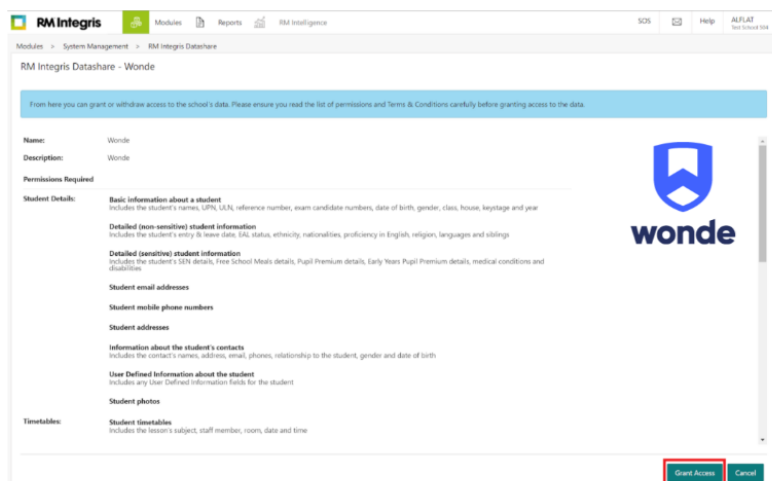 RM Integris
Modules
Reports
RM Intelligence
SOS
Help
ALFLAT
Test School 504
Modules > System Management > RM Integris Datashare
RM Integris Datashare - Wonde
From here you can grant or withdraw access to the school's data. Please ensure you read the list of permissions and Terms & Conditions carefully before granting access to the data.
Name: Wonde
Description: Wonde
Permissions Required
Student Details: Basic information about a student
Includes the student's names, UPN, ULN, reference number, exam candidate numbers, date of birth, gender, class, house, keystage and year
Detailed (non-sensitive) student information
Includes the student's entry & leave date, EAL status, ethnicity, nationalities, proficiency in English, religion, languages and siblings
Detailed (sensitive) student information
Includes the student's SEN details, Free School Meals details, Pupil Premium details, Early Years Pupil Premium details, medical conditions and
disabilities
Student email addresses
Student mobile phone numbers
Student addresses
Information about the student's contacts
Includes the contact's names, address, email, phones, relationship to the student, gender and date of birth
User Defined Information about the student
Includes any User Defined Information fields for the student
Student photos
Timetables: Student timetables
Includes the lesson's subject, staff member, room, date and time
wonde
Grant Access
Cancel